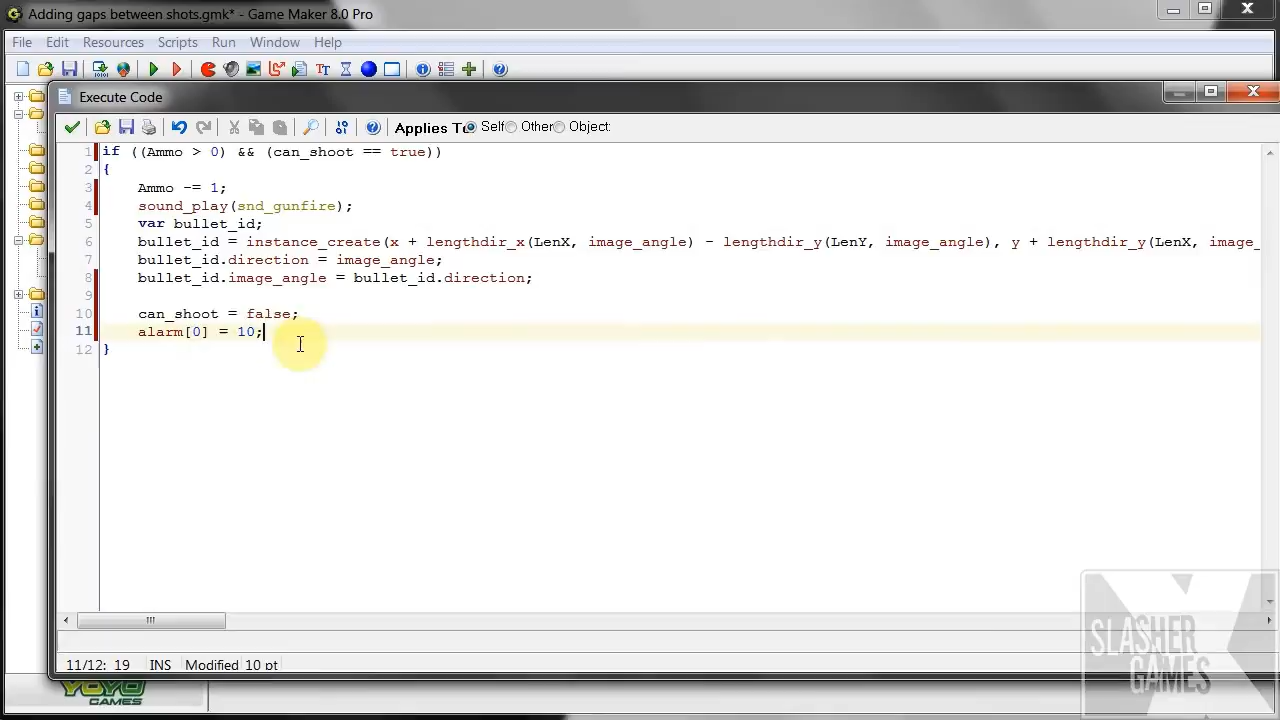 Adding gaps between shots.gmk* - Game Maker 8.0 Pro
File Edit Resources Scripts Run Window Help
Execute Code
Applies To Self Other Object:
1 if ((Ammo > 0) && (can_shoot == true))
2 {
3 Ammo -= 1;
4 sound_play(snd_gunfire);
5 var bullet_id;
6 bullet_id = instance_create(x + lengthdir_x(LenX, image_angle) - lengthdir_y(LenY, image_angle), y + lengthdir_y(LenX, image_
7 bullet_id.direction = image_angle;
8 bullet_id.image_angle = bullet_id.direction;
9
10 can_shoot = false;
11 alarm[0] = 10;
12 }
11/12: 19 INS Modified 10 pt
YOYO
GAMES
SLASHER
GAMES